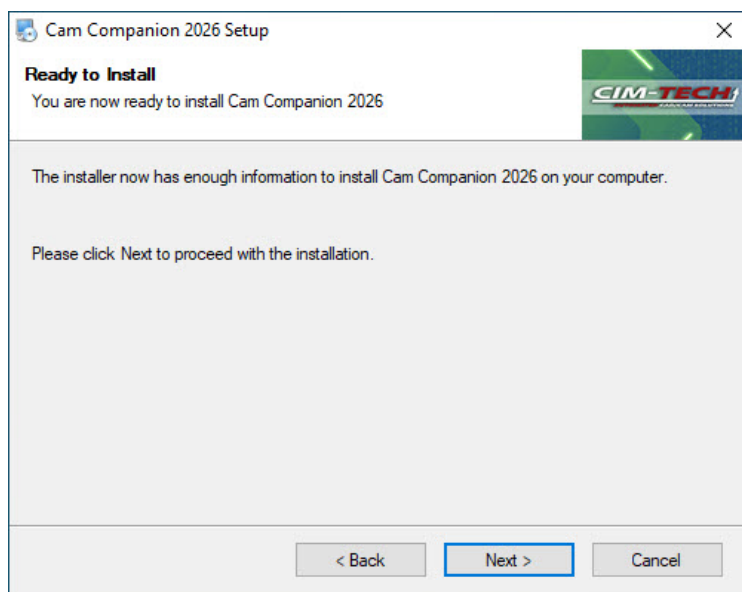 Cam Companion 2026 Setup
Ready to Install
You are now ready to install Cam Companion 2026
CIM-TECH
The installer now has enough information to install Cam Companion 2026 on your computer.
Please click Next to proceed with the installation.
< Back
Next >
Cancel